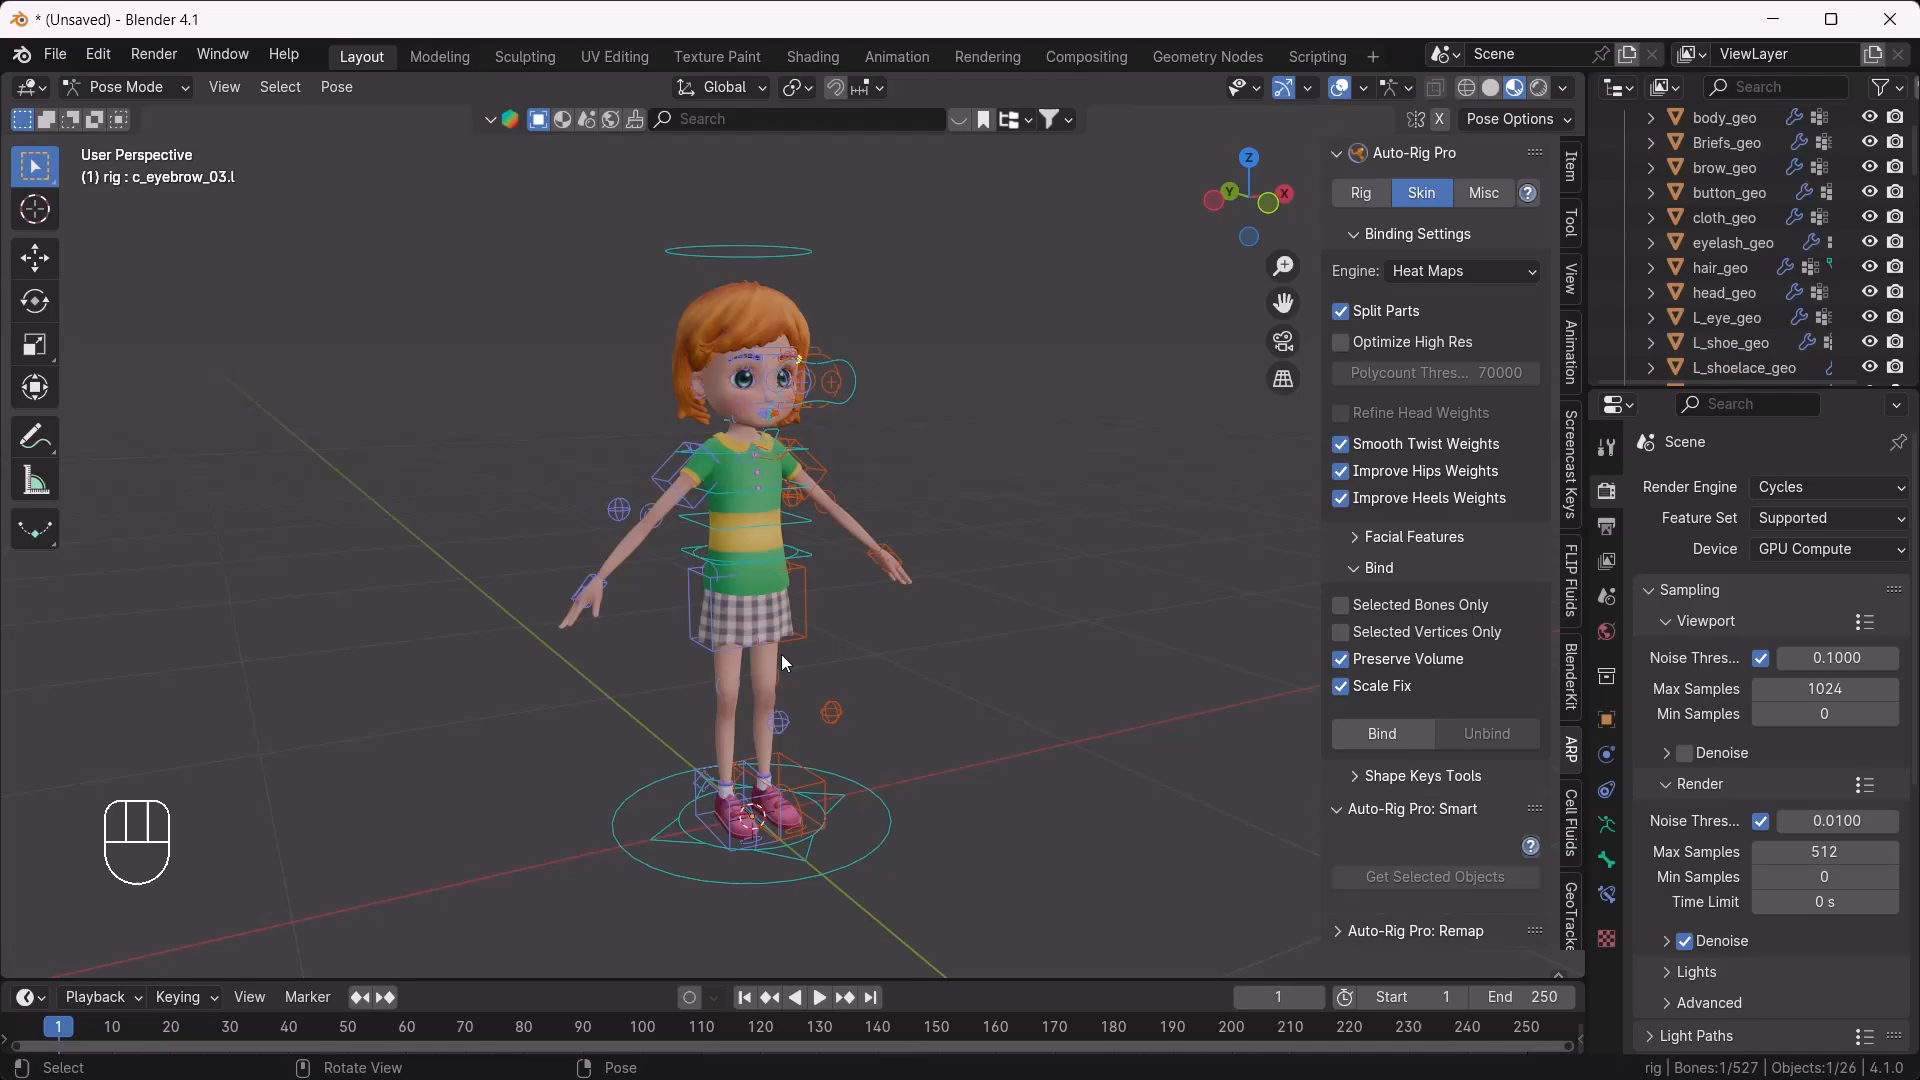 * (Unsaved) - Blender 4.1
File Edit Render Window Help
Layout Modeling Sculpting UV Editing Texture Paint Shading Animation Rendering Compositing Geometry Nodes Scripting +
Scene
ViewLayer
Pose Mode View Select Pose
Global
Search
Search
X Pose Options
User Perspective
(1) rig : c_eyebrow_03.l
Z
Y
X
Auto-Rig Pro
Rig Skin Misc ?
Binding Settings
Engine: Heat Maps
Split Parts
Optimize High Res
Polycount Thres... 70000
Refine Head Weights
Smooth Twist Weights
Improve Hips Weights
Improve Heels Weights
Facial Features
Bind
Selected Bones Only
Selected Vertices Only
Preserve Volume
Scale Fix
Bind Unbind
Shape Keys Tools
Auto-Rig Pro: Smart
?
Get Selected Objects
Auto-Rig Pro: Remap
Item
Tool
View
Animation
Screencast Keys
FLIP Fluids
BlenderKit
ARP
Cell Fluids
GeoTracke
body_geo
Briefs_geo
brow_geo
button_geo
cloth_geo
eyelash_geo
hair_geo
head_geo
L_eye_geo
L_shoe_geo
L_shoelace_geo
Search
Scene
Render Engine Cycles
Feature Set Supported
Device GPU Compute
Sampling
Viewport
Noise Thres... 0.1000
Max Samples 1024
Min Samples 0
Denoise
Render
Noise Thres... 0.0100
Max Samples 512
Min Samples 0
Time Limit 0 s
Denoise
Lights
Advanced
Light Paths
Playback Keying View Marker
1 Start 1 End 250
1 10 20 30 40 50 60 70 80 90 100 110 120 130 140 150 160 170 180 190 200 210 220 230 240 250
Select Rotate View Pose
rig | Bones:1/527 | Objects:1/26 | 4.1.0